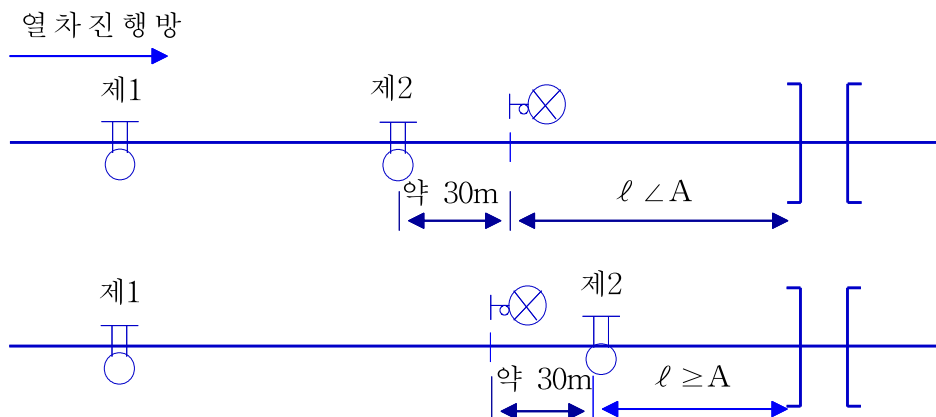 열차진행방
제1
제2
약 30m
ℓ ∠A
제1
제2
약 30m
ℓ ≥A